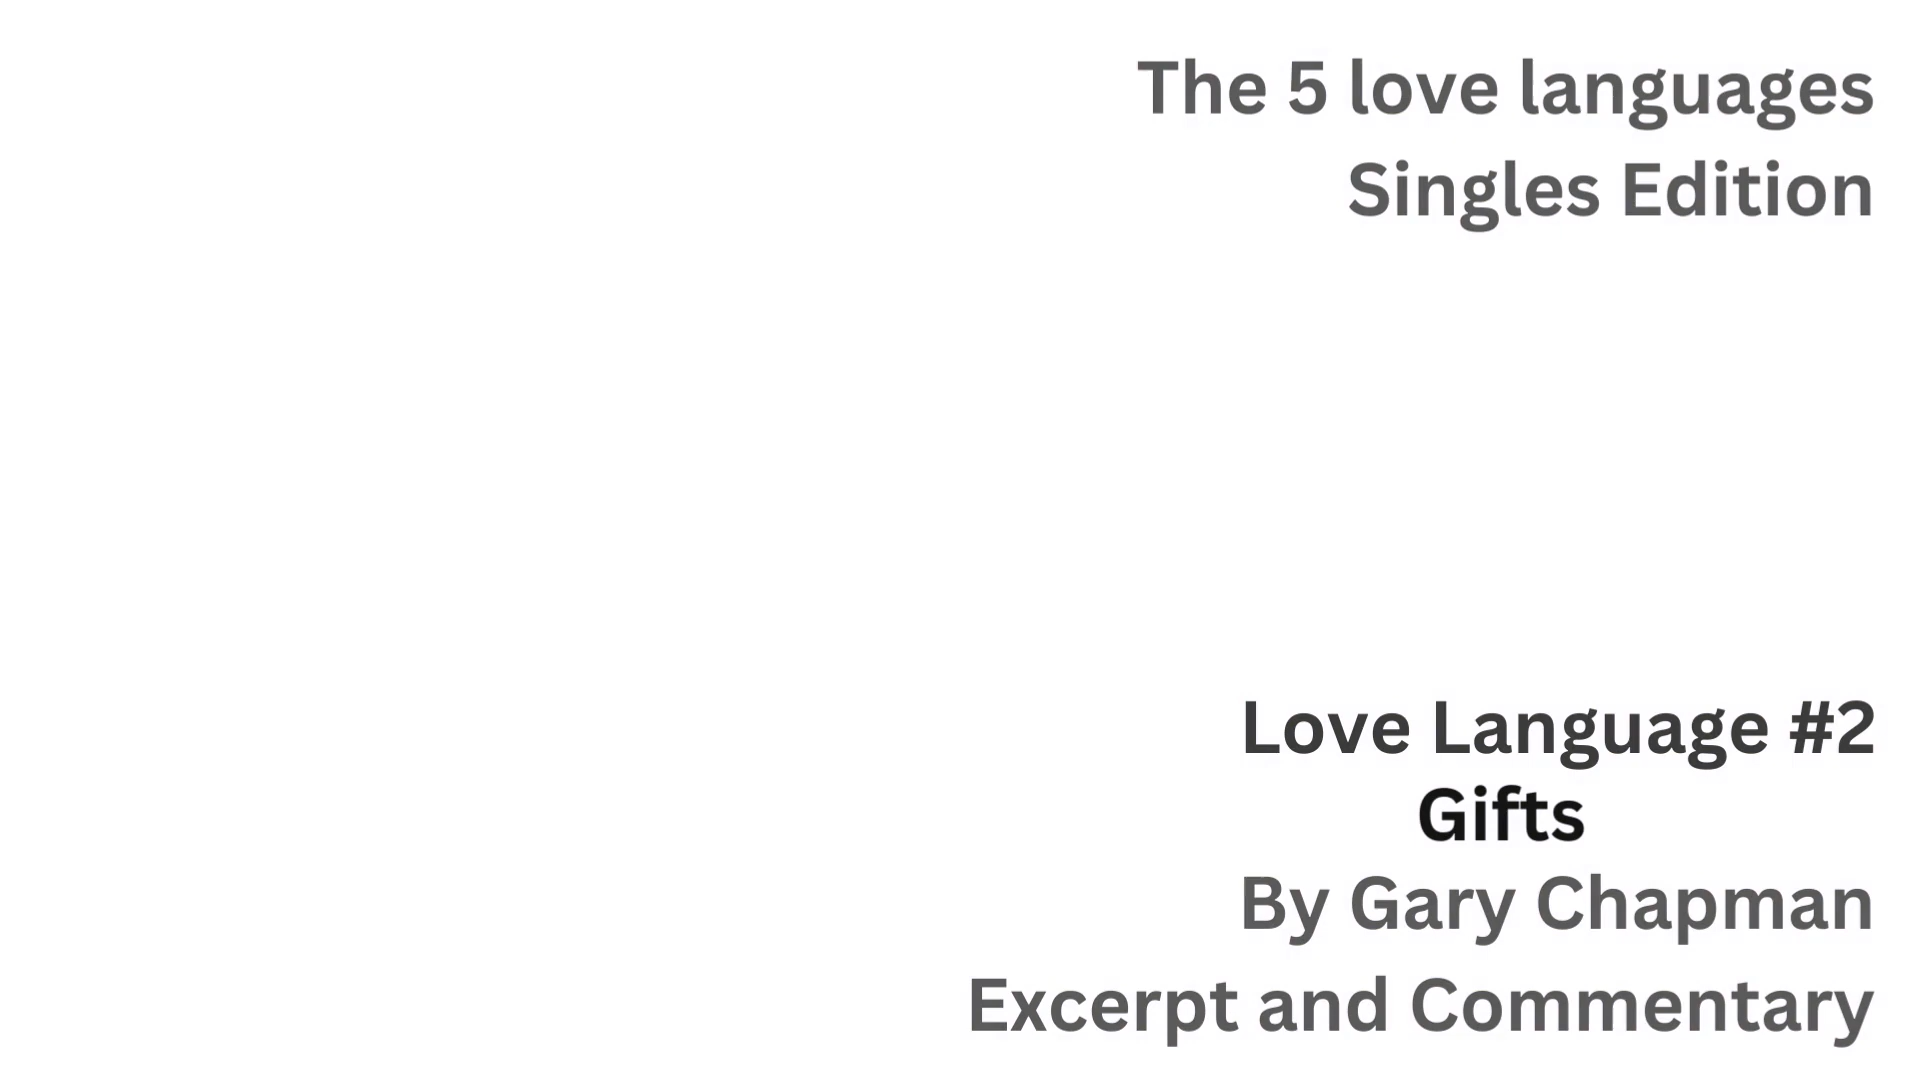 The 5 love languages
Singles Edition
Love Language #2
Gifts
By Gary Chapman
Excerpt and Commentary